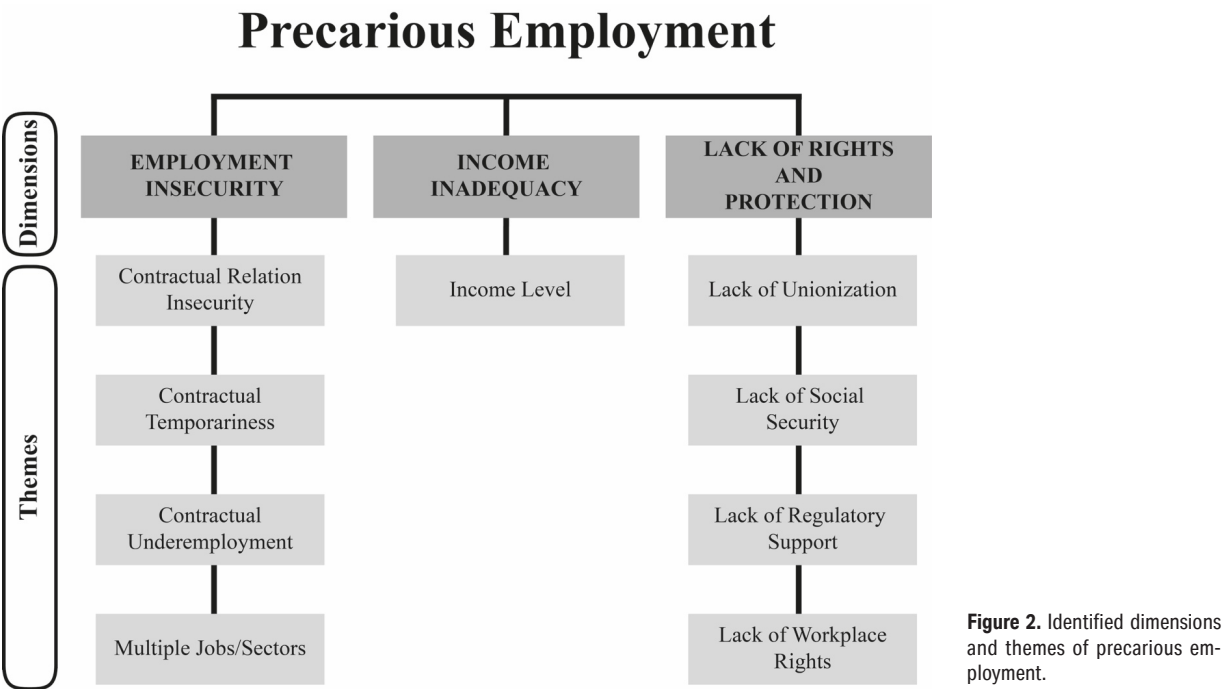 Precarious Employment
Dimensions
EMPLOYMENT
INSECURITY
INCOME
INADEQUACY
LACK OF RIGHTS
AND
PROTECTION
Themes
Contractual Relation
Insecurity
Income Level
Lack of Unionization
Contractual
Temporariness
Lack of Social
Security
Contractual
Underemployment
Lack of Regulatory
Support
Multiple Jobs/Sectors
Lack of Workplace
Rights
Figure 2. Identified dimensions
and themes of precarious em-
ployment.